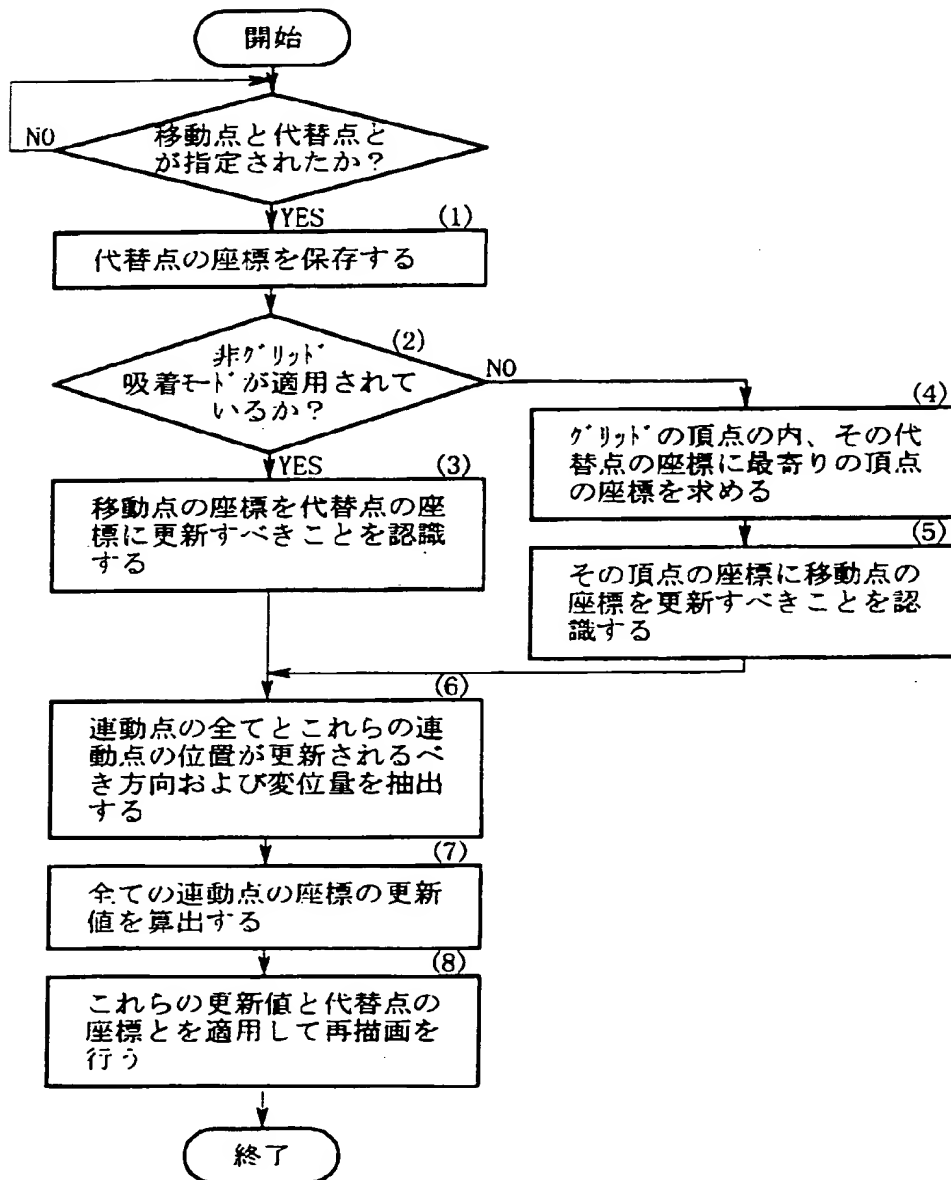 開始
移動点と代替点と
が指定されたか？
NO
YES
(1)
代替点の座標を保存する
(2)
非ｸﾞﾘｯﾄﾞ
吸着ﾓｰﾄﾞが適用されて
いるか？
NO
YES
(3)
移動点の座標を代替点の座
標に更新すべきことを認識
する
(4)
ｸﾞﾘｯﾄﾞの頂点の内、その代
替点の座標に最寄りの頂点
の座標を求める
(5)
その頂点の座標に移動点の
座標を更新すべきことを認
識する
(6)
連動点の全てとこれらの連
動点の位置が更新されるべ
き方向および変位量を抽出
する
(7)
全ての連動点の座標の更新
値を算出する
(8)
これらの更新値と代替点の
座標とを適用して再描画を
行う
終了